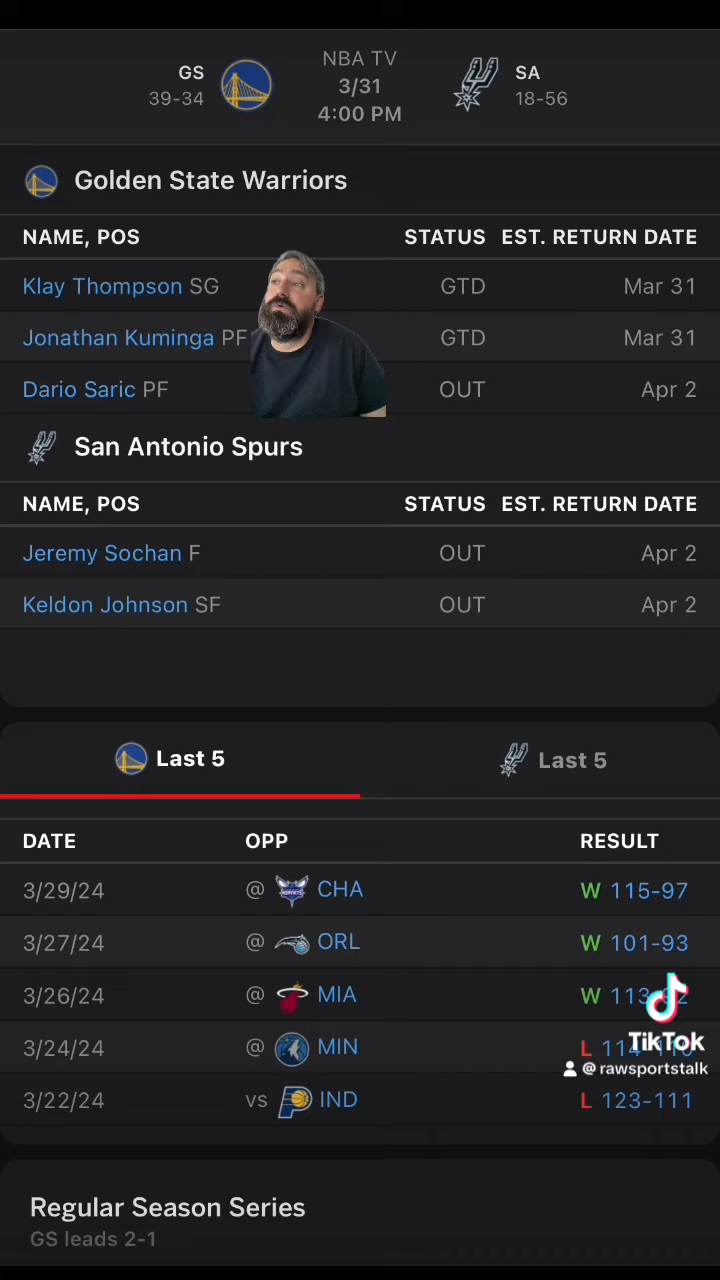 GS
39-34
NBA TV
3/31
4:00 PM
SA
18-56
Golden State Warriors
NAME, POS STATUS EST. RETURN DATE
Klay Thompson SG GTD Mar 31
Jonathan Kuminga PF GTD Mar 31
Dario Saric PF OUT Apr 2
San Antonio Spurs
NAME, POS STATUS EST. RETURN DATE
Jeremy Sochan F OUT Apr 2
Keldon Johnson SF OUT Apr 2
Last 5 Last 5
DATE OPP RESULT
3/29/24 @ CHA W 115-97
3/27/24 @ ORL W 101-93
3/26/24 @ MIA W
3/24/24 @ MIN L
TikTok
@rawsportstalk
3/22/24 vs IND L 123-111
Regular Season Series
GS leads 2-1